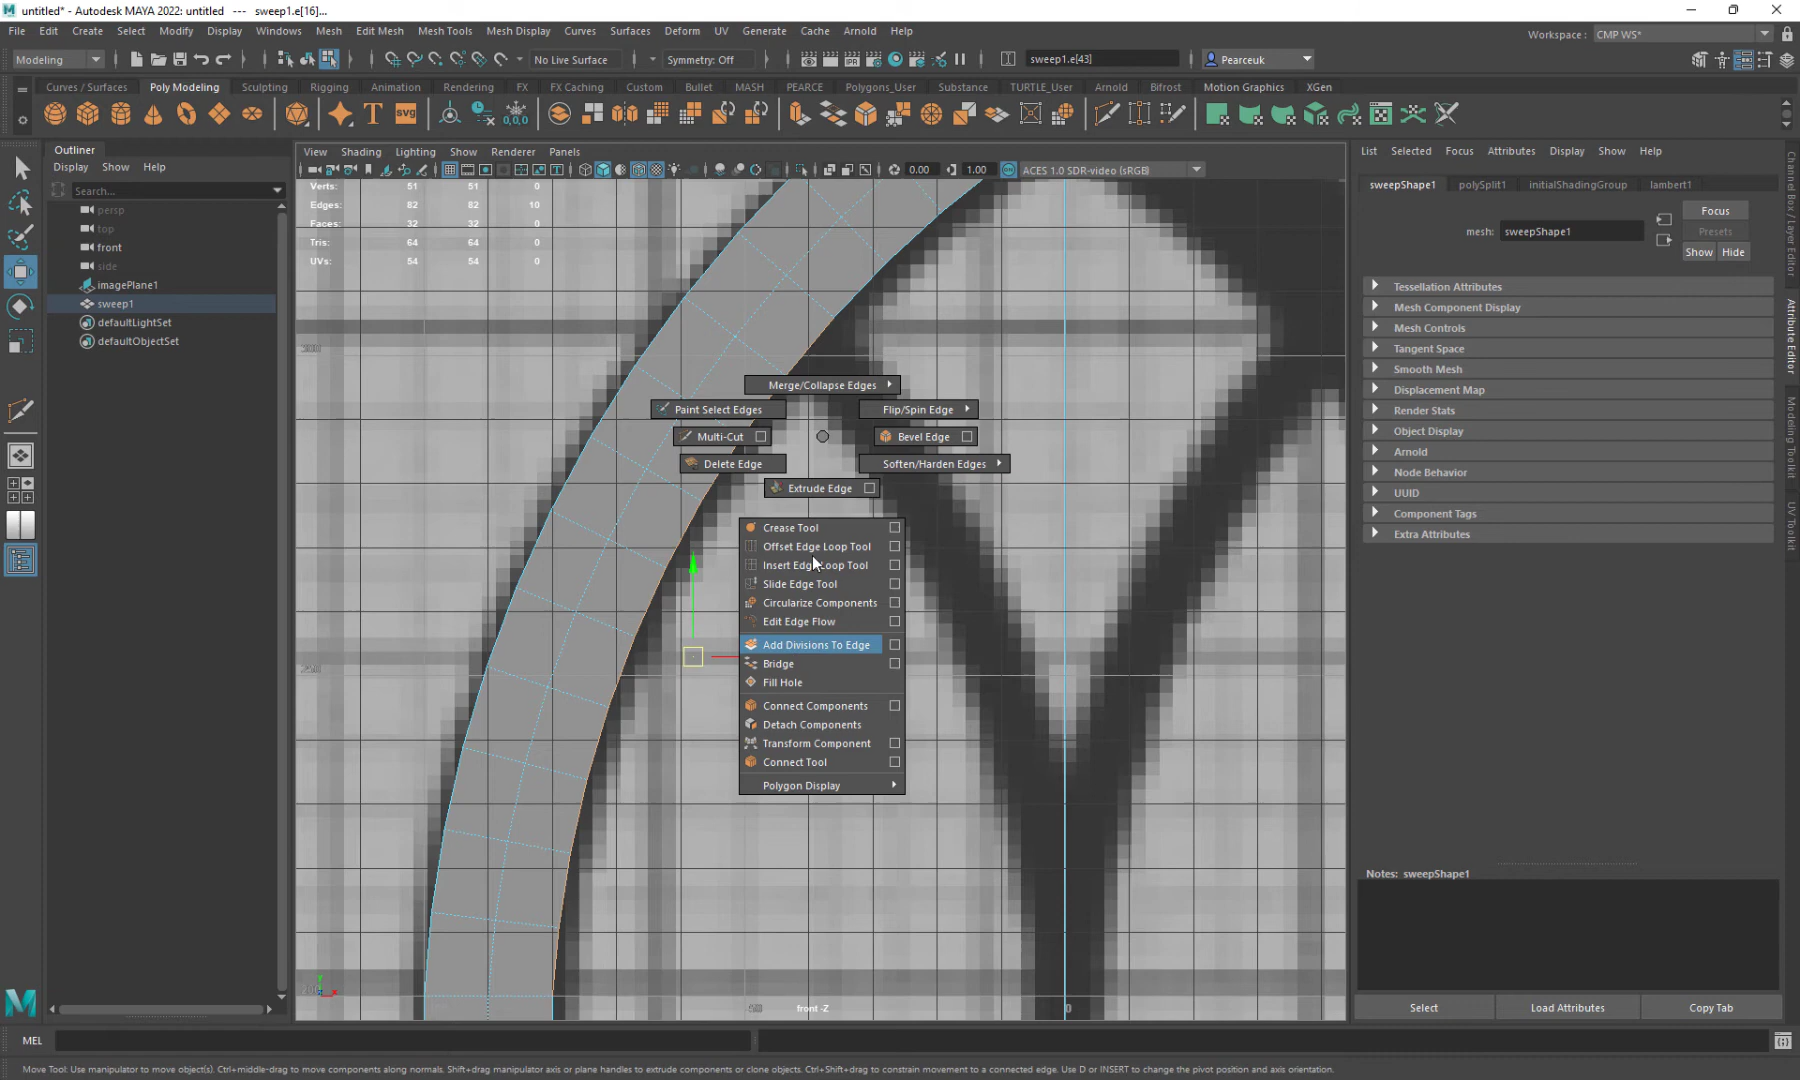 untitled* - Autodesk MAYA 2022: untitled --- sweep1.e[16]...
File Edit Create Select Modify Display Windows Mesh Edit Mesh Mesh Tools Mesh Display Curves Surfaces Deform UV Generate Cache Arnold Help
Workspace : CMP WS*
Modeling No Live Surface Symmetry: Off sweep1.e[43] Pearceuk
Curves / Surfaces Poly Modeling Sculpting Rigging Animation Rendering FX FX Caching Custom Bullet MASH PEARCE Polygons_User Substance TURTLE_User Arnold Bifrost Motion Graphics XGen
Outliner
Display Show Help
Search...
persp
top
front
side
imagePlane1
sweep1
defaultLightSet
defaultObjectSet
View Shading Lighting Show Renderer Panels
0.00 1.00 ACES 1.0 SDR-video (sRGB)
Verts: 51 51 0
Edges: 82 82 10
Faces: 32 32 0
Tris: 64 64 0
UVs: 54 54 0
Merge/Collapse Edges
Paint Select Edges Flip/Spin Edge
Multi-Cut Bevel Edge
Delete Edge Soften/Harden Edges
Extrude Edge
Crease Tool
Offset Edge Loop Tool
Insert Edge Loop Tool
Slide Edge Tool
Circularize Components
Edit Edge Flow
Add Divisions To Edge
Bridge
Fill Hole
Connect Components
Detach Components
Transform Component
Connect Tool
Polygon Display
front -Z
0
List Selected Focus Attributes Display Show Help
sweepShape1 polySplit1 initialShadingGroup lambert1
mesh: sweepShape1
Focus
Presets
Show Hide
Tessellation Attributes
Mesh Component Display
Mesh Controls
Tangent Space
Smooth Mesh
Displacement Map
Render Stats
Object Display
Arnold
Node Behavior
UUID
Component Tags
Extra Attributes
Notes: sweepShape1
Select Load Attributes Copy Tab
Channel Box / Layer Editor
Attribute Editor
Modeling Toolkit
UV Toolkit
MEL
Move Tool: Use manipulator to move object(s). Ctrl+middle-drag to move components along normals. Shift+drag manipulator axis or plane handles to extrude components or clone objects. Ctrl+Shift+drag to constrain movement to a connected edge. Use D or INSERT to change the pivot position and axis orientation.